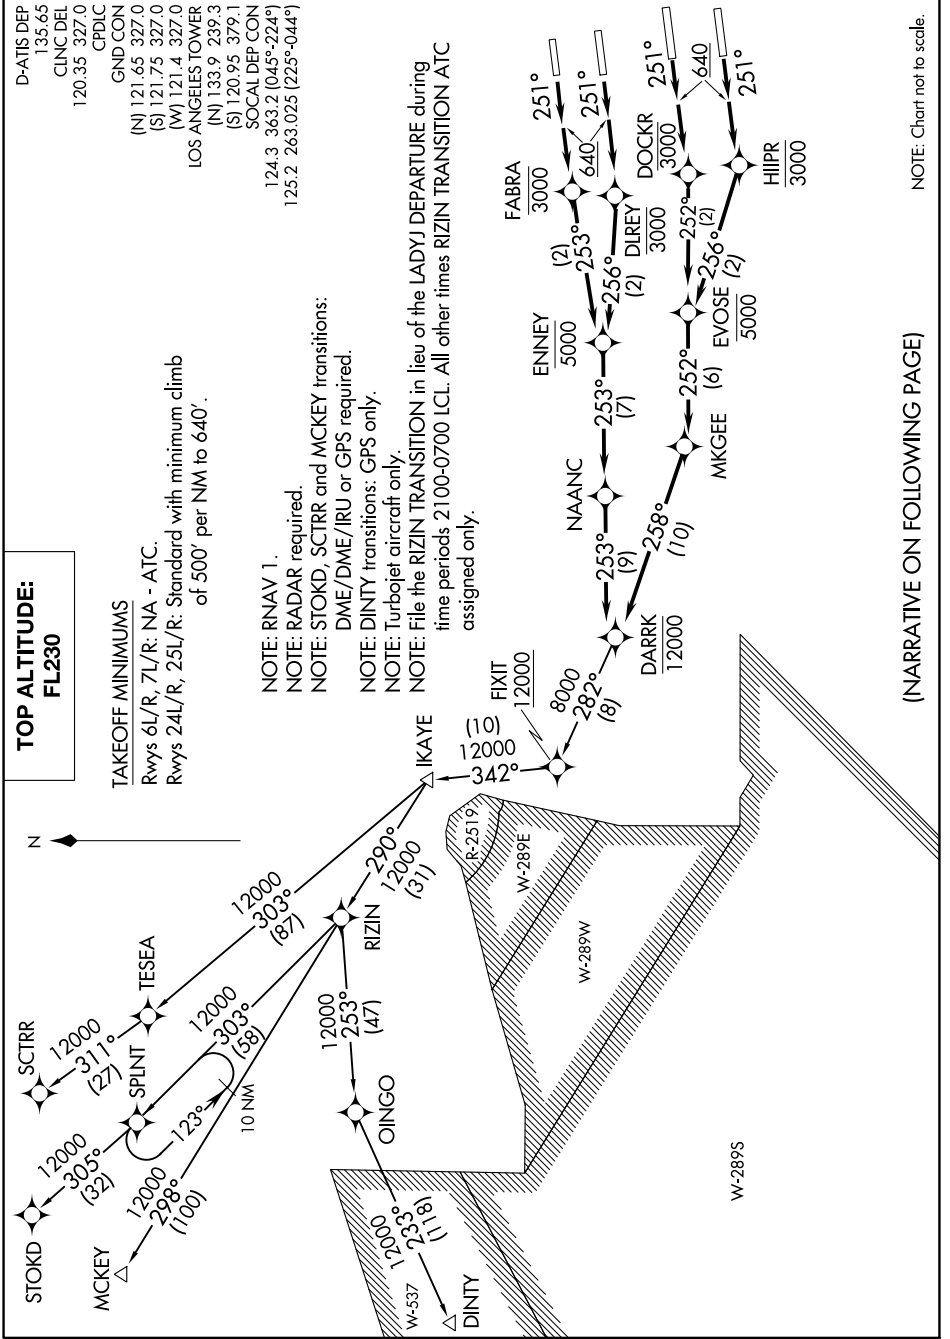 TOP ALTITUDE:
FL230
D-ATIS DEP
135.65
CLNC DEL
120.35 327.0
CPDLC
GND CON
(N) 121.65 327.0
(S) 121.75 327.0
(W) 121.4 327.0
LOS ANGELES TOWER
(N) 133.9 239.3
(S) 120.95 379.1
SOCAL DEP CON
124.3 363.2 (045°-224°)
125.2 263.025 (225°-044°)
TAKEOFF MINIMUMS
Rwys 6L/R, 7L/R: NA - ATC.
Rwys 24L/R, 25L/R: Standard with minimum climb
of 500' per NM to 640'.
NOTE: RNAV 1.
NOTE: RADAR required.
NOTE: STOKD, SCTRR and MCKEY transitions:
DME/DME/IRU or GPS required.
NOTE: DINTY transitions: GPS only.
NOTE: Turbojet aircraft only.
NOTE: File the RIZIN TRANSITION in lieu of the LADYJ DEPARTURE during
time periods 2100-0700 LCL. All other times RIZIN TRANSITION ATC
assigned only.
N
SCTRR
12000
311°
(27)
TESEA
12000
303°
(87)
STOKD
12000
305°
(32)
SPLNT
12000
303°
(58)
123°
10 NM
MCKEY
12000
298°
(100)
RIZIN
290°
12000
(31)
IKAYE
(10)
12000
342°
FIXIT
12000
8000
282°
(8)
DARRK
12000
12000
253°
(47)
OINGO
12000
233°
(118)
DINTY
W-537
R-2519
W-289E
W-289W
W-289S
FABRA
3000
251°
251°
640
(2)
253°
DLREY
3000
256°
(2)
ENNEY
5000
253°
(7)
NAANC
253°
(9)
DOCKR
3000
251°
640
251°
252°
(2)
HIIPR
3000
256°
(2)
EVOSE
5000
252°
(6)
MKGEE
258°
(10)
(NARRATIVE ON FOLLOWING PAGE)
NOTE: Chart not to scale.